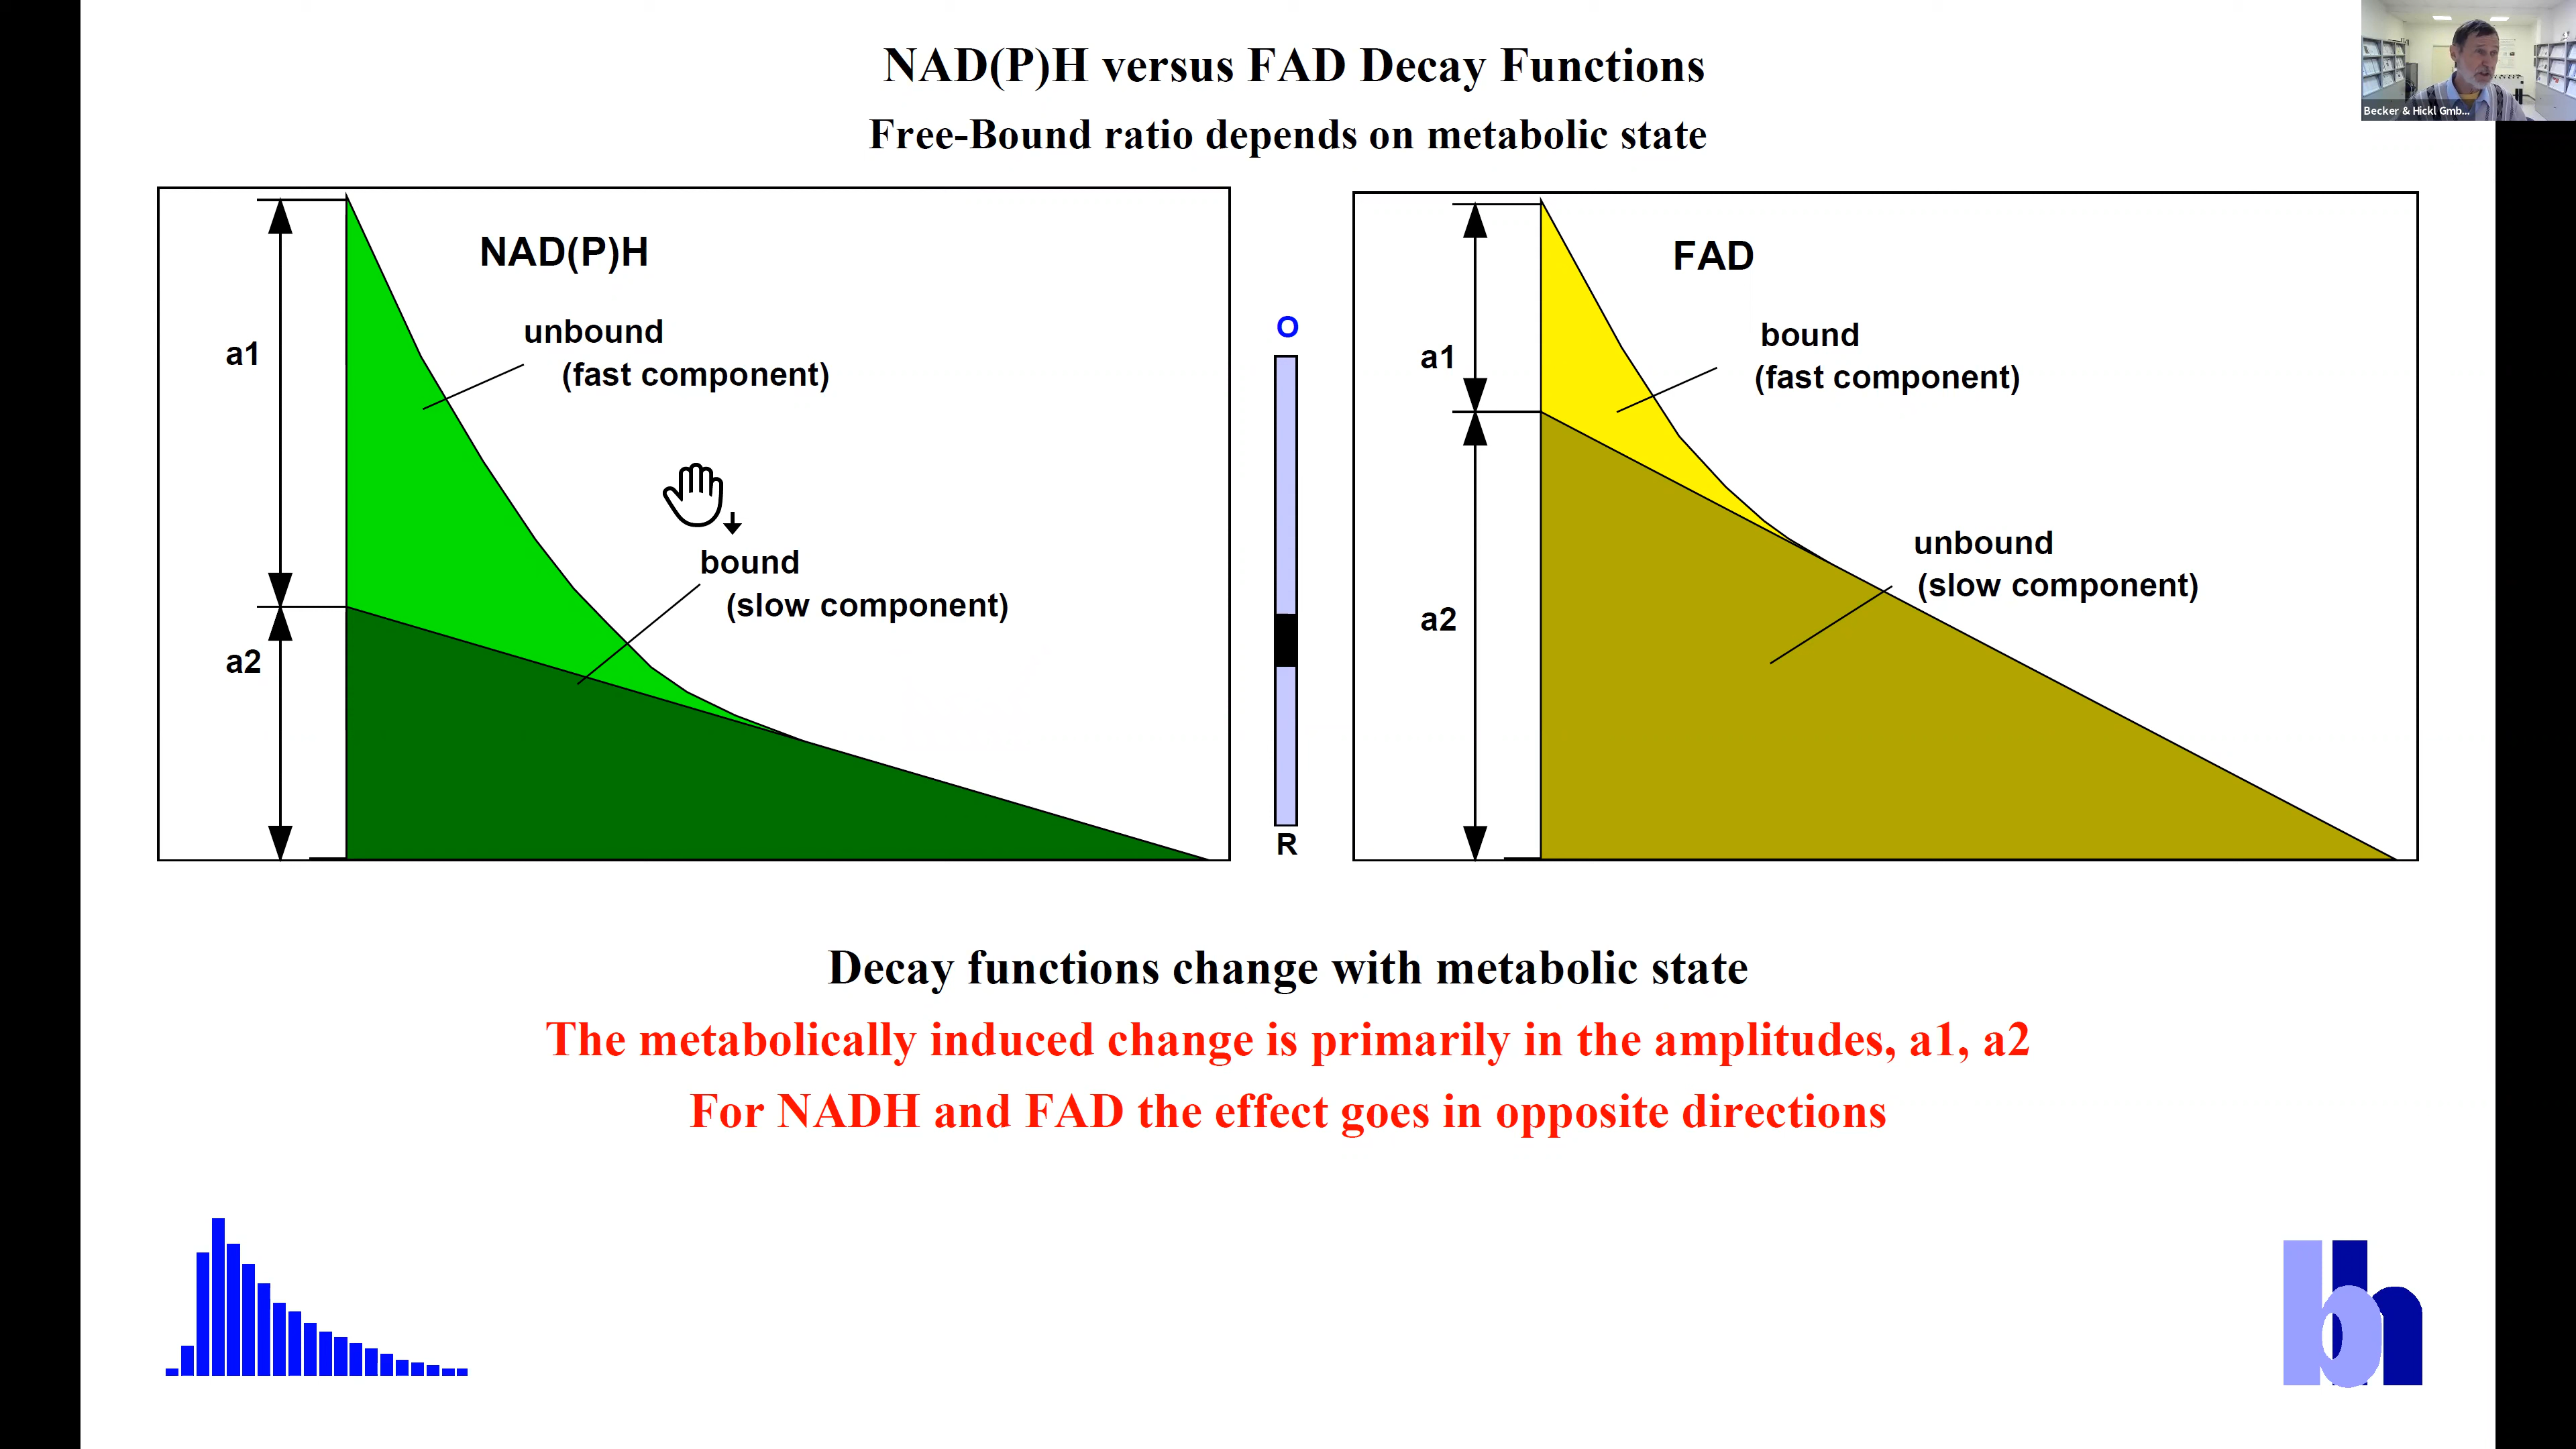 NAD(P)H versus FAD Decay Functions
Free-Bound ratio depends on metabolic state
Becker & Hickl Gmb...
NAD(P)H
unbound
(fast component)
a1
bound
(slow component)
a2
O
R
FAD
bound
(fast component)
a1
unbound
(slow component)
a2
Decay functions change with metabolic state
The metabolically induced change is primarily in the amplitudes, a1, a2
For NADH and FAD the effect goes in opposite directions
bh